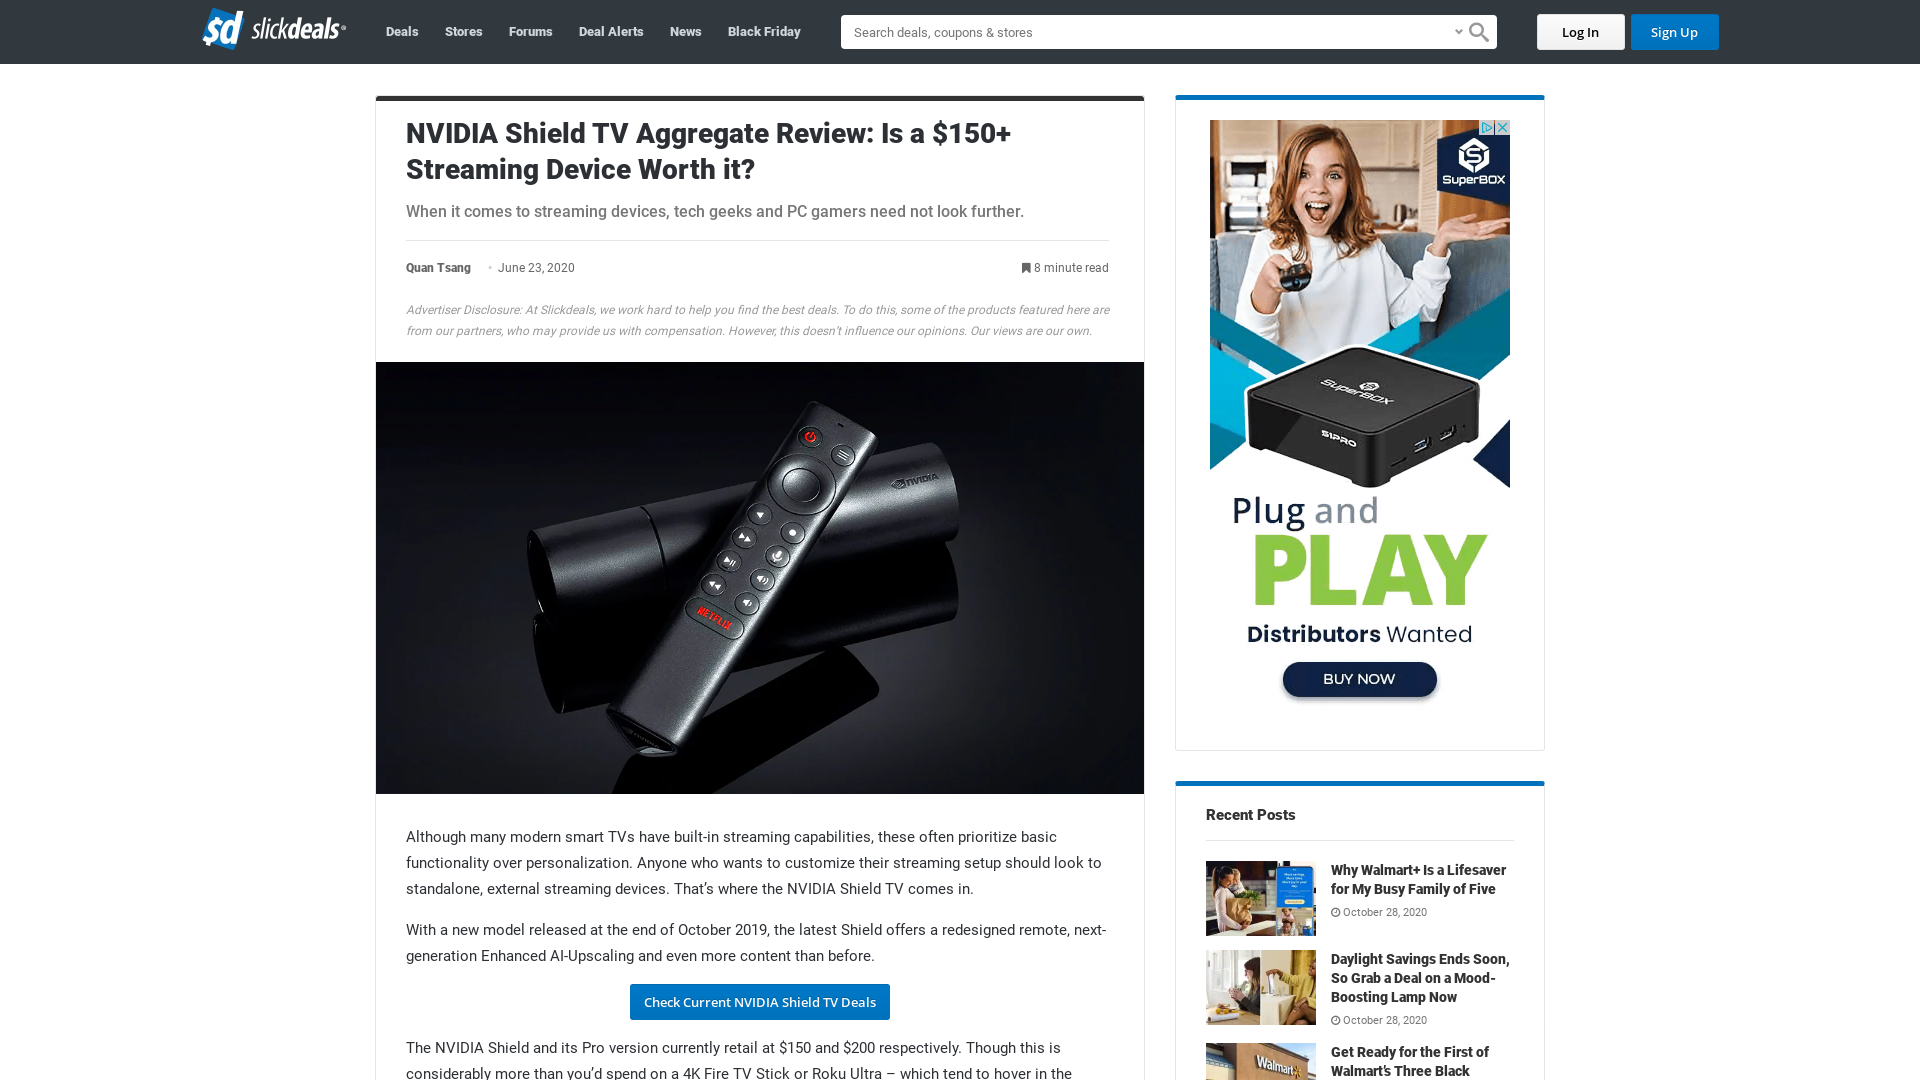 sd slickdeals®
Deals
Stores
Forums
Deal Alerts
News
Black Friday
Search deals, coupons & stores
Log In
Sign Up
NVIDIA Shield TV Aggregate Review: Is a $150+
Streaming Device Worth it?
When it comes to streaming devices, tech geeks and PC gamers need not look further.
Quan Tsang • June 23, 2020
8 minute read
Advertiser Disclosure: At Slickdeals, we work hard to help you find the best deals. To do this, some of the products featured here are
from our partners, who may provide us with compensation. However, this doesn't influence our opinions. Our views are our own.
NVIDIA
NETFLIX
Although many modern smart TVs have built-in streaming capabilities, these often prioritize basic
functionality over personalization. Anyone who wants to customize their streaming setup should look to
standalone, external streaming devices. That's where the NVIDIA Shield TV comes in.
With a new model released at the end of October 2019, the latest Shield offers a redesigned remote, next-
generation Enhanced AI-Upscaling and even more content than before.
Check Current NVIDIA Shield TV Deals
The NVIDIA Shield and its Pro version currently retail at $150 and $200 respectively. Though this is
considerably more than you'd spend on a 4K Fire TV Stick or Roku Ultra – which tend to hover in the
SUPERBOX
SUPERBOX
S1PRO
Plug and
PLAY
Distributors Wanted
BUY NOW
Recent Posts
Why Walmart+ Is a Lifesaver
for My Busy Family of Five
October 28, 2020
Daylight Savings Ends Soon,
So Grab a Deal on a Mood-
Boosting Lamp Now
October 28, 2020
Walmart
Get Ready for the First of
Walmart's Three Black